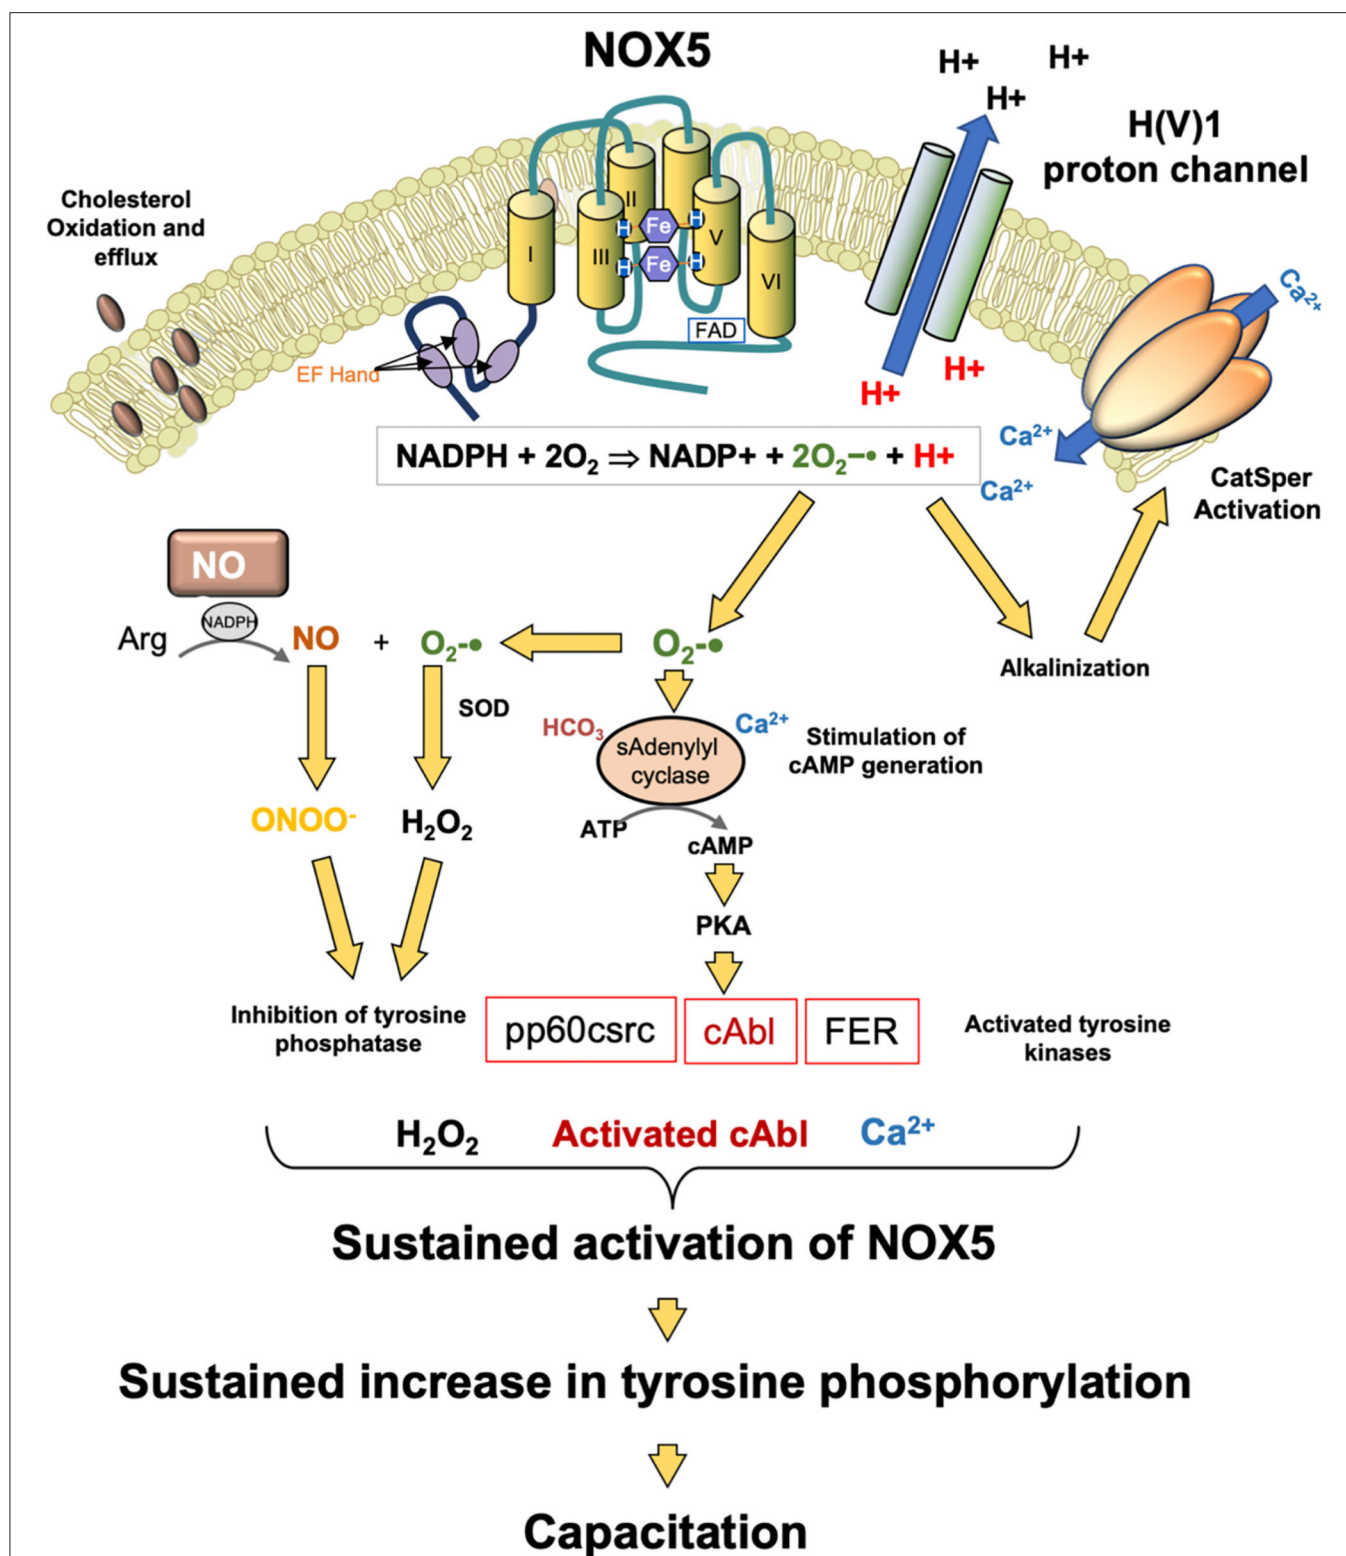 NOX5
H+
H+
H+
H(V)1
proton channel
Cholesterol
Oxidation and
efflux
I
II
III
V
VI
H
Fe
H
H
Fe
H
FAD
EF Hand
H+
H+
Ca²⁺
Ca²⁺
Ca²⁺
NADPH + 2O₂ ⇒ NADP+ + 2O₂–• + H+
CatSper
Activation
NO
NADPH
Arg
NO + O₂-•
O₂-•
Alkalinization
SOD
HCO₃
Ca²⁺
sAdenylyl
cyclase
Stimulation of
cAMP generation
ONOO⁻
H₂O₂
ATP
cAMP
PKA
Inhibition of tyrosine
phosphatase
pp60csrc
cAbl
FER
Activated tyrosine
kinases
H₂O₂ Activated cAbl Ca²⁺
Sustained activation of NOX5
Sustained increase in tyrosine phosphorylation
Capacitation